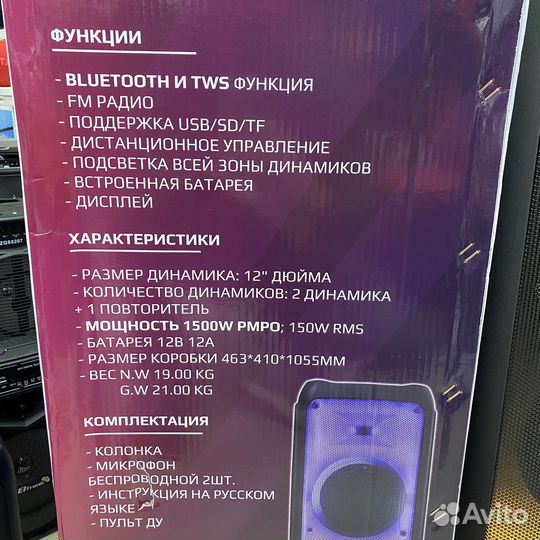 ФУНКЦИИ
- BLUETOOTH И TWS ФУНКЦИЯ
- FM РАДИО
- ПОДДЕРЖКА USB/SD/TF
- ДИСТАНЦИОННОЕ УПРАВЛЕНИЕ
- ПОДСВЕТКА ВСЕЙ ЗОНЫ ДИНАМИКОВ
- ВСТРОЕННАЯ БАТАРЕЯ
- ДИСПЛЕЙ
ХАРАКТЕРИСТИКИ
- РАЗМЕР ДИНАМИКА: 12" ДЮЙМА
- КОЛИЧЕСТВО ДИНАМИКОВ: 2 ДИНАМИКА
+ 1 ПОВТОРИТЕЛЬ
- МОЩНОСТЬ 1500W PMPO; 150W RMS
- БАТАРЕЯ 12В 12А
- РАЗМЕР КОРОБКИ 463*410*1055ММ
- ВЕС N.W 19.00 KG
G.W 21.00 KG
КОМПЛЕКТАЦИЯ
- КОЛОНКА
- МИКРОФОН
БЕСПРОВОДНОЙ 2ШТ.
- ИНСТРУКЦИЯ НА РУССКОМ
ЯЗЫКЕ
- ПУЛЬТ ДУ
Eltronic
Avito